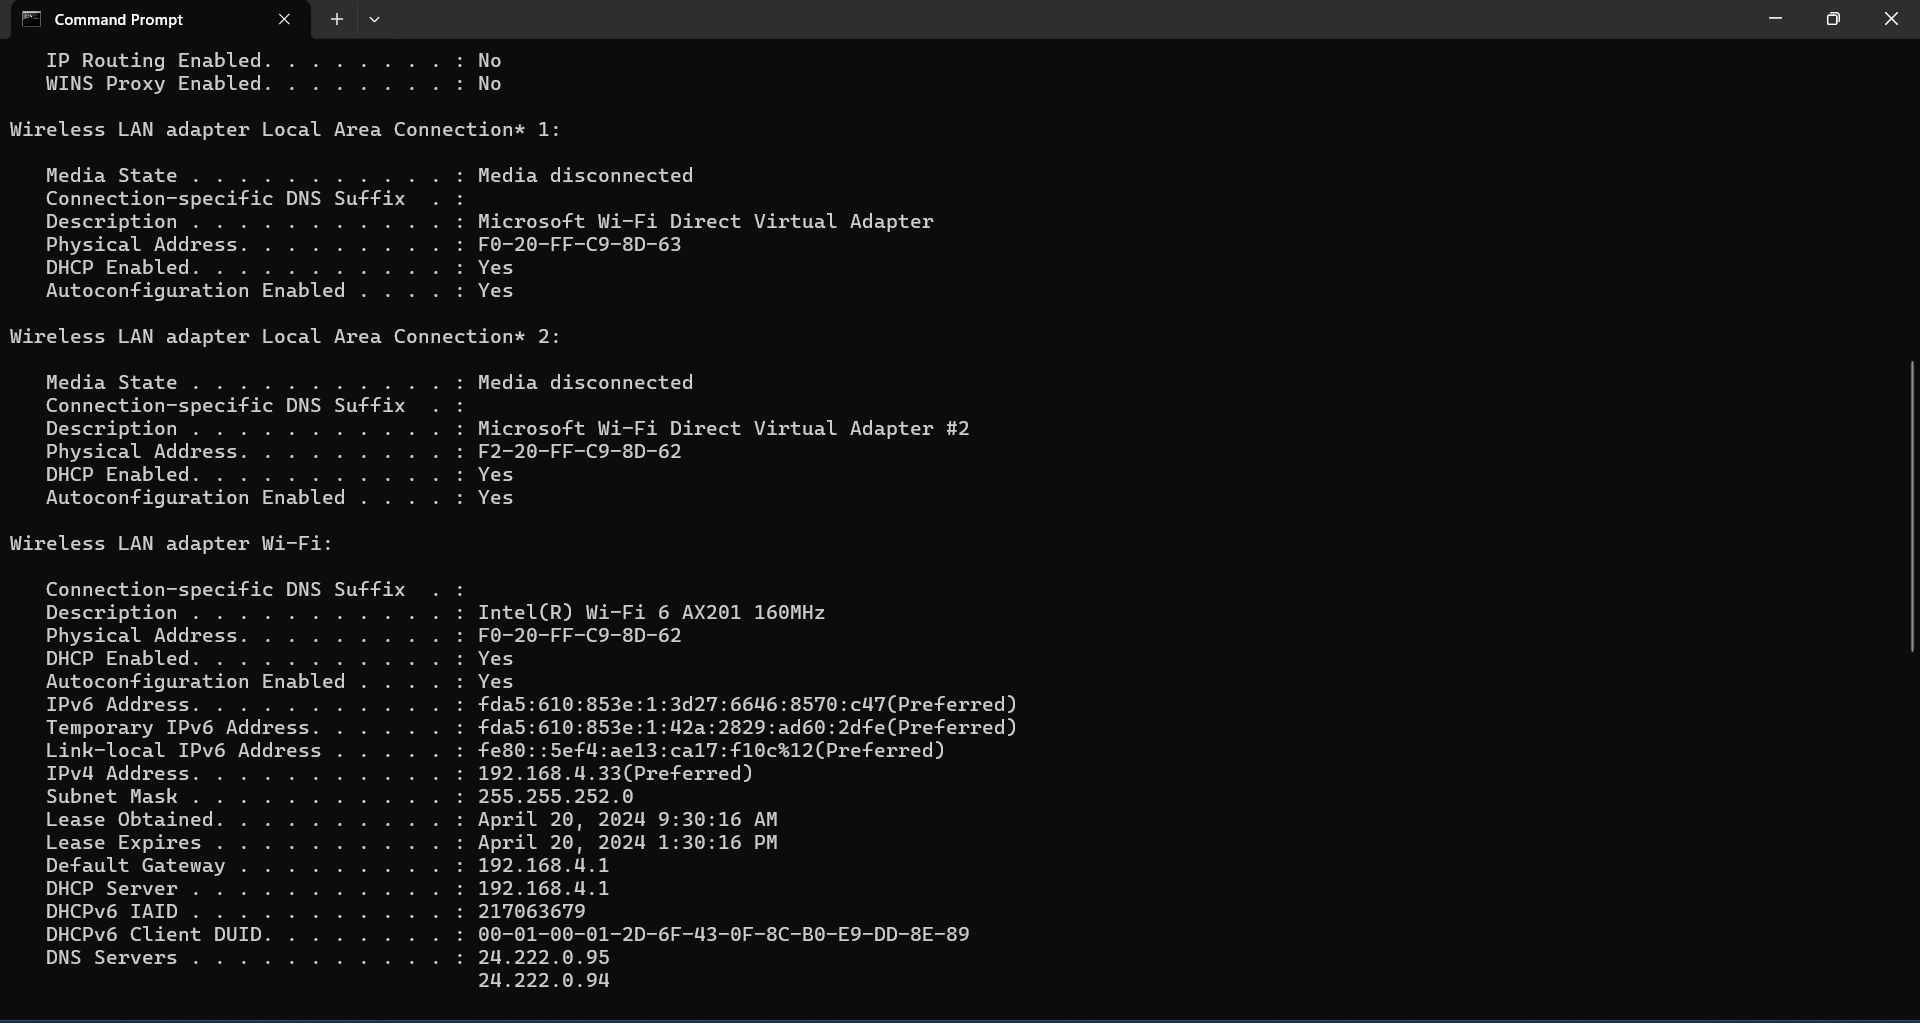 Command Prompt
IP Routing Enabled. . . . . . . . : No
WINS Proxy Enabled. . . . . . . . : No
Wireless LAN adapter Local Area Connection* 1:
Media State . . . . . . . . . . . : Media disconnected
Connection-specific DNS Suffix  . :
Description . . . . . . . . . . . : Microsoft Wi-Fi Direct Virtual Adapter
Physical Address. . . . . . . . . : F0-20-FF-C9-8D-63
DHCP Enabled. . . . . . . . . . . : Yes
Autoconfiguration Enabled . . . . : Yes
Wireless LAN adapter Local Area Connection* 2:
Media State . . . . . . . . . . . : Media disconnected
Connection-specific DNS Suffix  . :
Description . . . . . . . . . . . : Microsoft Wi-Fi Direct Virtual Adapter #2
Physical Address. . . . . . . . . : F2-20-FF-C9-8D-62
DHCP Enabled. . . . . . . . . . . : Yes
Autoconfiguration Enabled . . . . : Yes
Wireless LAN adapter Wi-Fi:
Connection-specific DNS Suffix  . :
Description . . . . . . . . . . . : Intel(R) Wi-Fi 6 AX201 160MHz
Physical Address. . . . . . . . . : F0-20-FF-C9-8D-62
DHCP Enabled. . . . . . . . . . . : Yes
Autoconfiguration Enabled . . . . : Yes
IPv6 Address. . . . . . . . . . . : fda5:610:853e:1:3d27:6646:8570:c47(Preferred)
Temporary IPv6 Address. . . . . . : fda5:610:853e:1:42a:2829:ad60:2dfe(Preferred)
Link-local IPv6 Address . . . . . : fe80::5ef4:ae13:ca17:f10c%12(Preferred)
IPv4 Address. . . . . . . . . . . : 192.168.4.33(Preferred)
Subnet Mask . . . . . . . . . . . : 255.255.252.0
Lease Obtained. . . . . . . . . . : April 20, 2024 9:30:16 AM
Lease Expires . . . . . . . . . . : April 20, 2024 1:30:16 PM
Default Gateway . . . . . . . . . : 192.168.4.1
DHCP Server . . . . . . . . . . . : 192.168.4.1
DHCPv6 IAID . . . . . . . . . . . : 217063679
DHCPv6 Client DUID. . . . . . . . : 00-01-00-01-2D-6F-43-0F-8C-B0-E9-DD-8E-89
DNS Servers . . . . . . . . . . . : 24.222.0.95
24.222.0.94